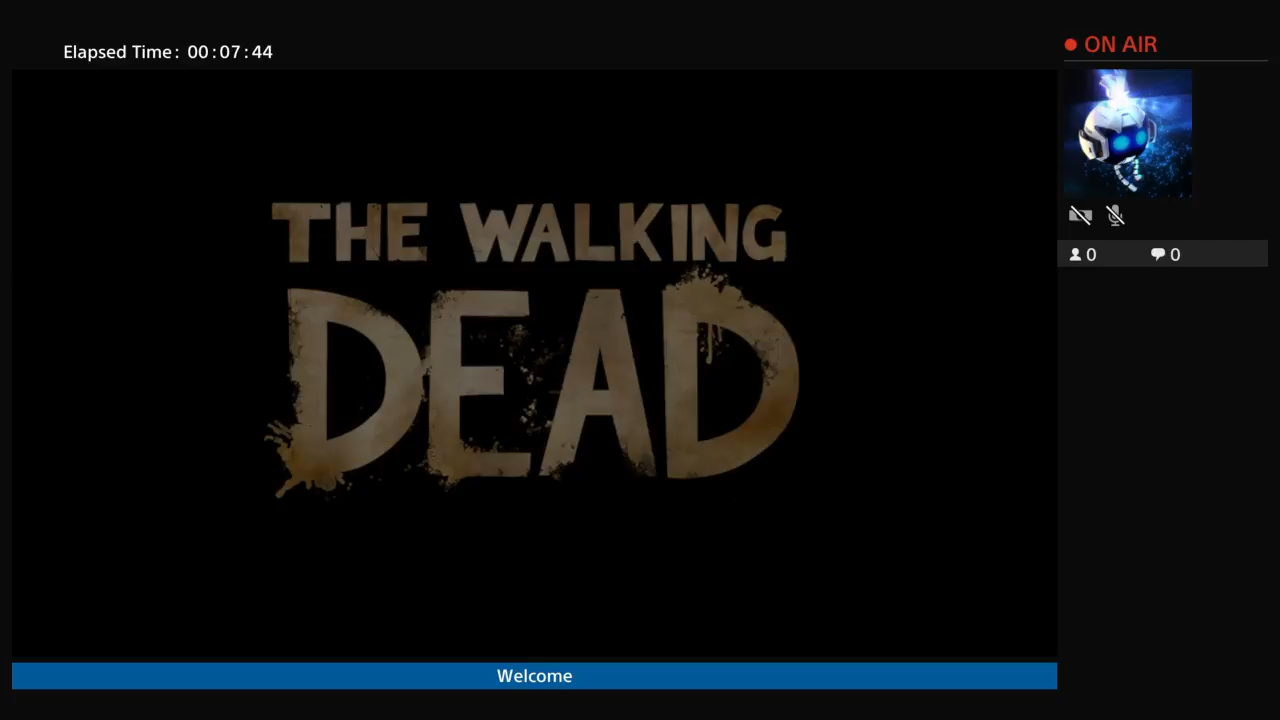 Elapsed Time: 00:07:44
ON AIR
THE WALKING
DEAD
0 0
Welcome